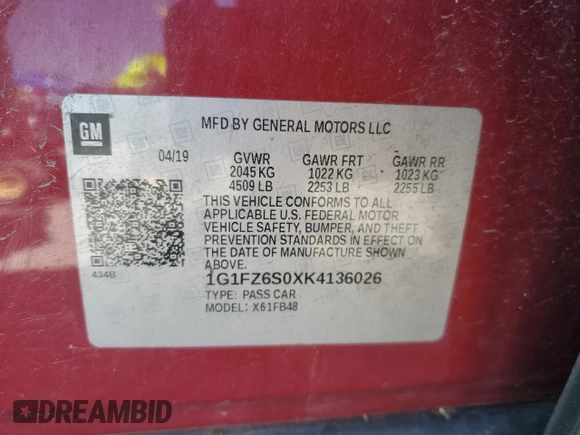 GM
MFD BY GENERAL MOTORS LLC
04/19 GVWR GAWR FRT GAWR RR
2045 KG 1022 KG 1023 KG
4509 LB 2253 LB 2255 LB
THIS VEHICLE CONFORMS TO ALL
APPLICABLE U.S. FEDERAL MOTOR
VEHICLE SAFETY, BUMPER, AND THEFT
PREVENTION STANDARDS IN EFFECT ON
THE DATE OF MANUFACTURE SHOWN
ABOVE.
434B
1G1FZ6S0XK4136026
TYPE: PASS CAR
MODEL: X61FB48
DREAMBID